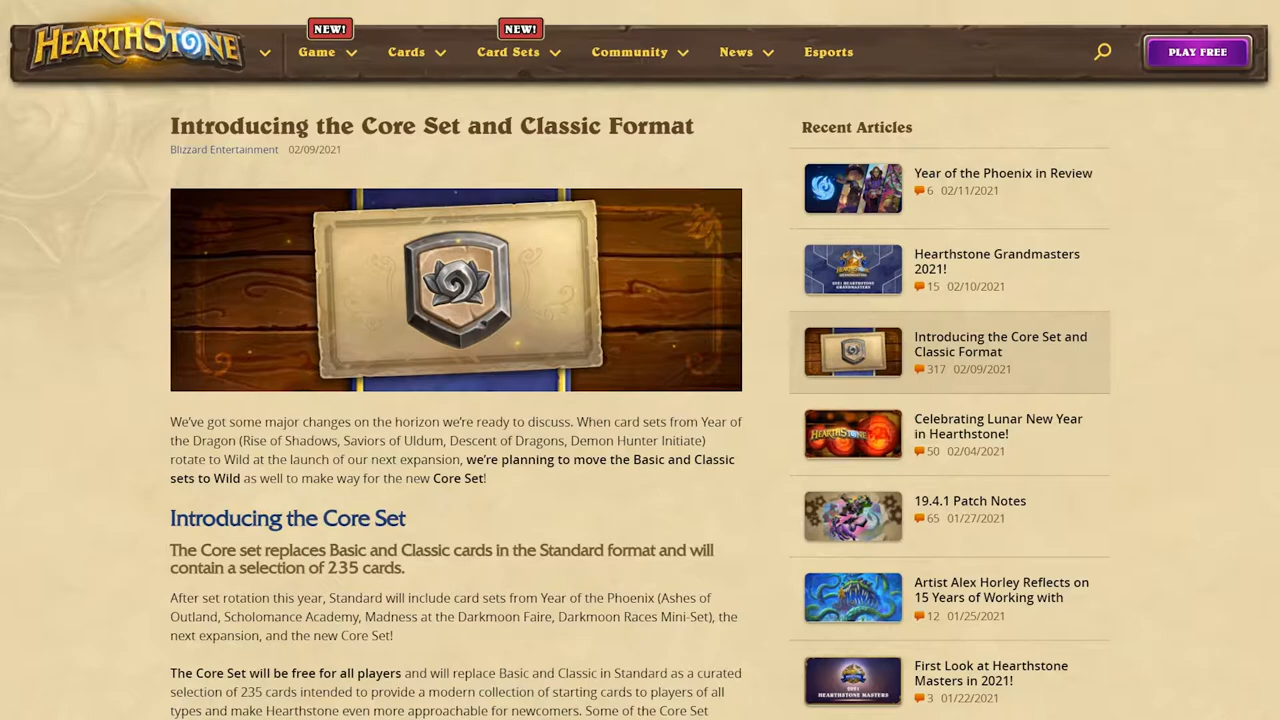 HEARTHSTONE
NEW!
Game
Cards
NEW!
Card Sets
Community
News
Esports
PLAY FREE
Introducing the Core Set and Classic Format
Blizzard Entertainment 02/09/2021
We've got some major changes on the horizon we're ready to discuss. When card sets from Year of
the Dragon (Rise of Shadows, Saviors of Uldum, Descent of Dragons, Demon Hunter Initiate)
rotate to Wild at the launch of our next expansion, we're planning to move the Basic and Classic
sets to Wild as well to make way for the new Core Set!
Introducing the Core Set
The Core set replaces Basic and Classic cards in the Standard format and will
contain a selection of 235 cards.
After set rotation this year, Standard will include card sets from Year of the Phoenix (Ashes of
Outland, Scholomance Academy, Madness at the Darkmoon Faire, Darkmoon Races Mini-Set), the
next expansion, and the new Core Set!
The Core Set will be free for all players and will replace Basic and Classic in Standard as a curated
selection of 235 cards intended to provide a modern collection of starting cards to players of all
types and make Hearthstone even more approachable for newcomers. Some of the Core Set
Recent Articles
Year of the Phoenix in Review
6 02/11/2021
Hearthstone Grandmasters
2021!
15 02/10/2021
Introducing the Core Set and
Classic Format
317 02/09/2021
HEARTHSTONE
Celebrating Lunar New Year
in Hearthstone!
50 02/04/2021
19.4.1 Patch Notes
65 01/27/2021
Artist Alex Horley Reflects on
15 Years of Working with
12 01/25/2021
2021
HEARTHSTONE MASTERS
First Look at Hearthstone
Masters in 2021!
3 01/22/2021